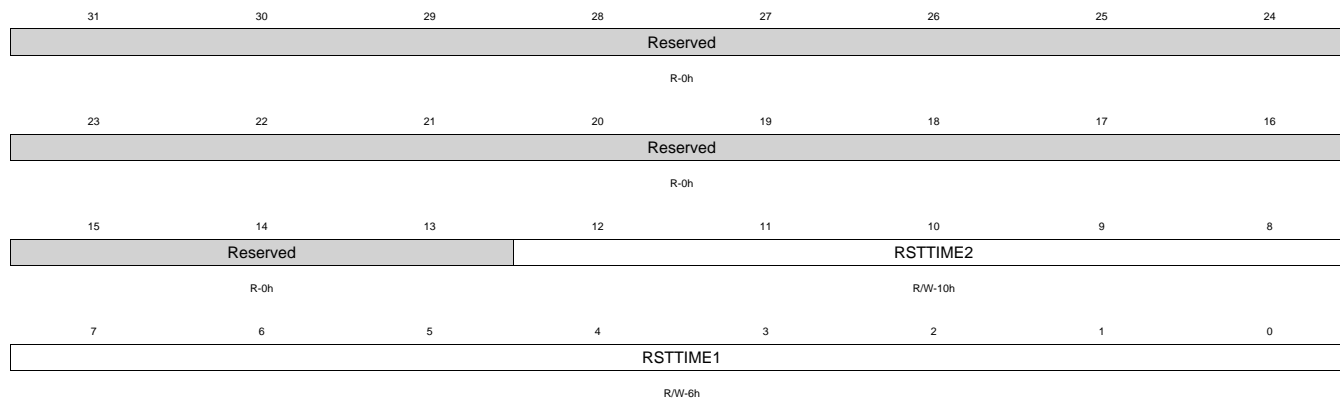 31 30 29 28 27 26 25 24
Reserved
R-0h
23 22 21 20 19 18 17 16
Reserved
R-0h
15 14 13 12 11 10 9 8
Reserved RSTTIME2
R-0h R/W-10h
7 6 5 4 3 2 1 0
RSTTIME1
R/W-6h